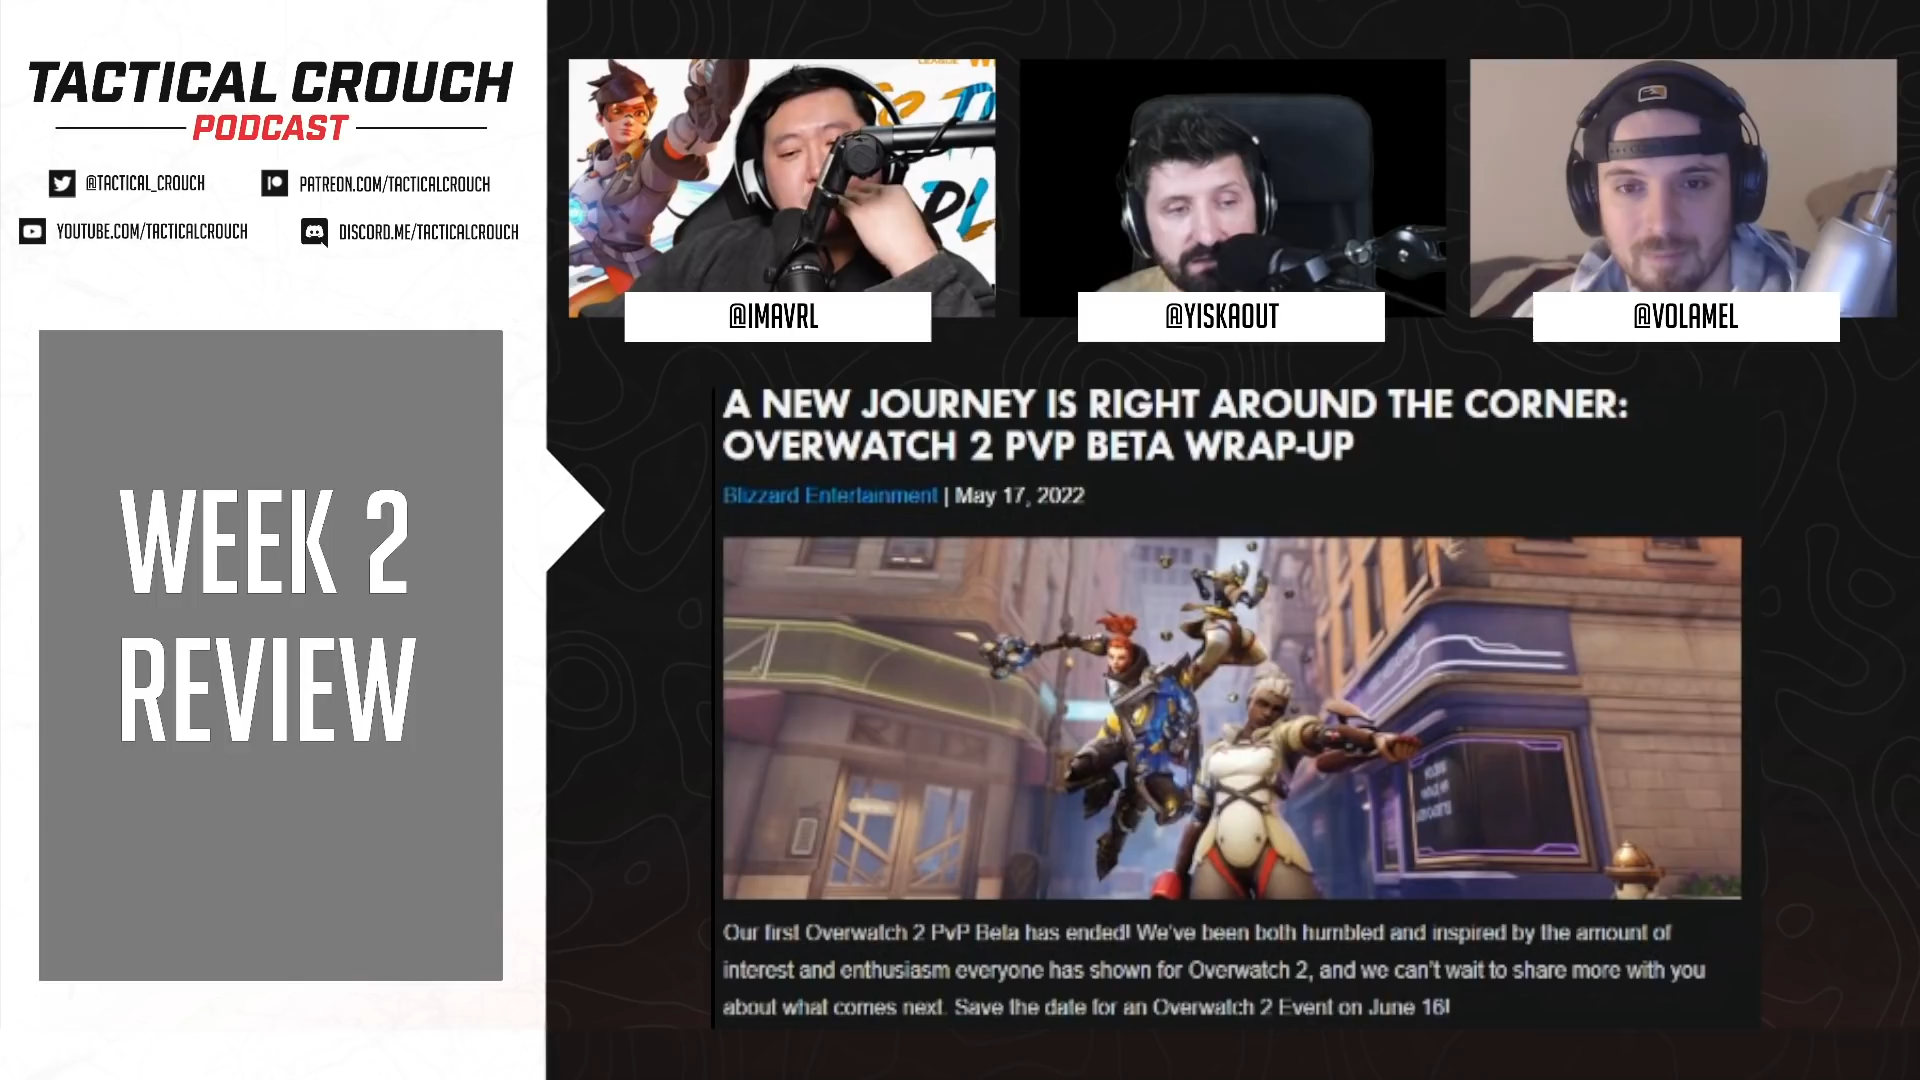 TACTICAL CROUCH
PODCAST
@TACTICAL_CROUCH
PATREON.COM/TACTICALCROUCH
YOUTUBE.COM/TACTICALCROUCH
DISCORD.ME/TACTICALCROUCH
WEEK 2
REVIEW
@IMAVRL
@YISKAOUT
@VOLAMEL
A NEW JOURNEY IS RIGHT AROUND THE CORNER:
OVERWATCH 2 PVP BETA WRAP-UP
Blizzard Entertainment | May 17, 2022
Our first Overwatch 2 PvP Beta has ended! We've been both humbled and inspired by the amount of
interest and enthusiasm everyone has shown for Overwatch 2, and we can't wait to share more with you
about what comes next. Save the date for an Overwatch 2 Event on June 16!